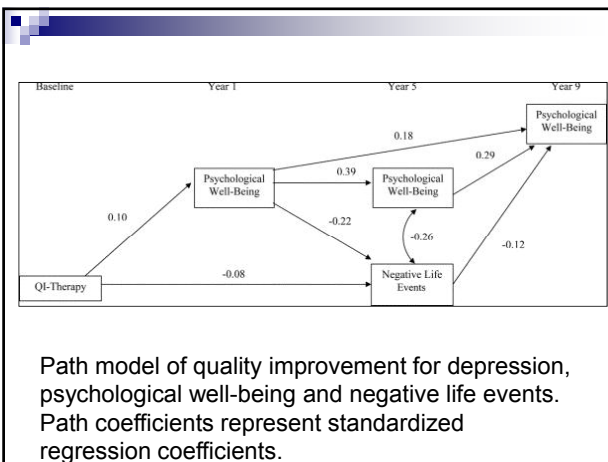 Baseline Year 1 Year 5 Year 9
Psychological
Well-Being
0.18
0.29
0.39
Psychological
Well-Being
Psychological
Well-Being
-0.22
0.10
-0.26
-0.12
-0.08
QI-Therapy
Negative Life
Events
Path model of quality improvement for depression,
psychological well-being and negative life events.
Path coefficients represent standardized
regression coefficients.